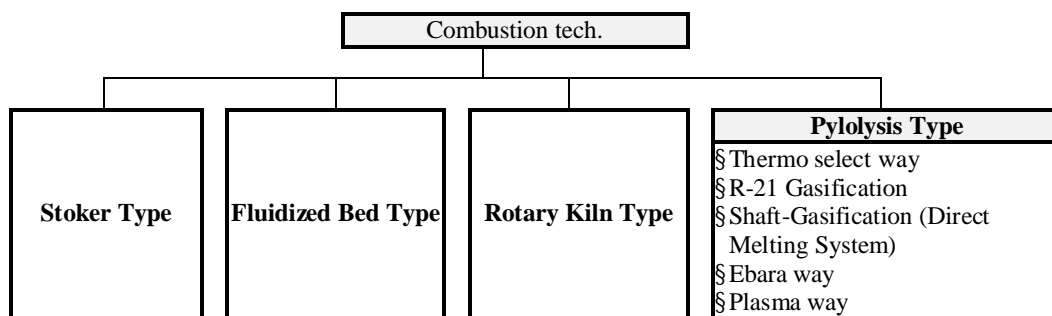 Combustion tech.
Stoker Type
Fluidized Bed Type
Rotary Kiln Type
Pylolysis Type
§Thermo select way
§R-21 Gasification
§Shaft-Gasification (Direct
Melting System)
§Ebara way
§Plasma way